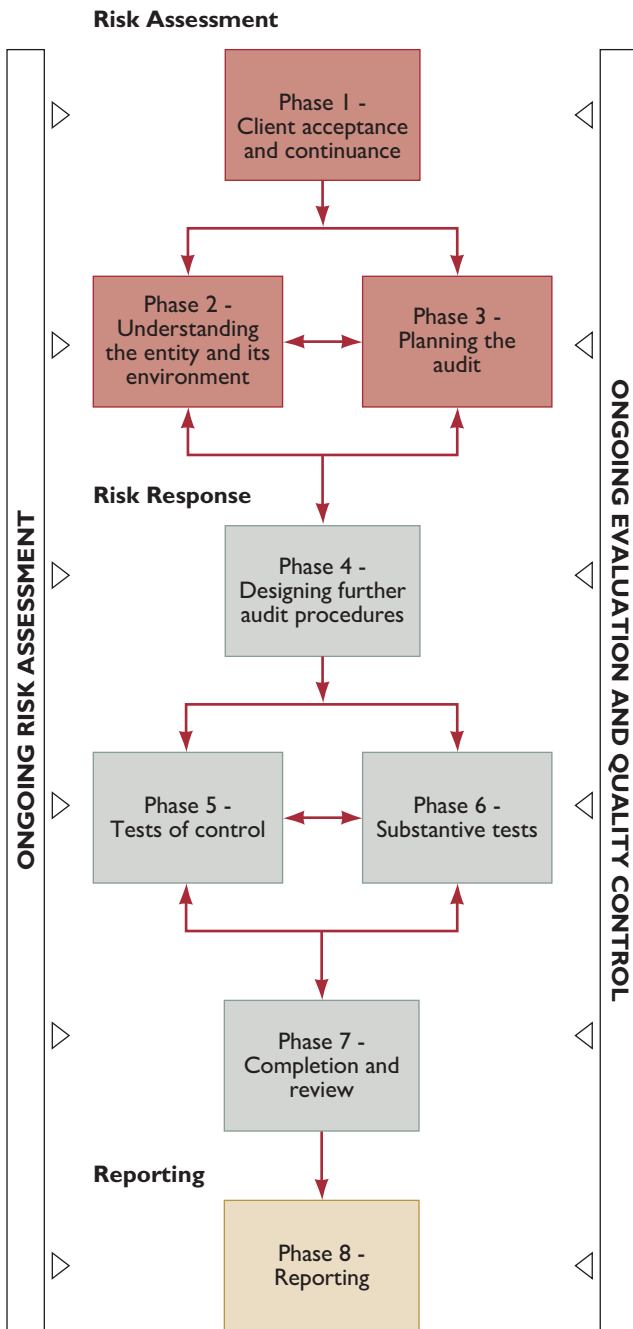 Risk Assessment
Phase 1 -
Client acceptance
and continuance
Phase 2 -
Understanding
the entity and its
environment
Phase 3 -
Planning the
audit
Risk Response
Phase 4 -
Designing further
audit procedures
Phase 5 -
Tests of control
Phase 6 -
Substantive tests
Phase 7 -
Completion and
review
Reporting
Phase 8 -
Reporting
ONGOING RISK ASSESSMENT
ONGOING EVALUATION AND QUALITY CONTROL